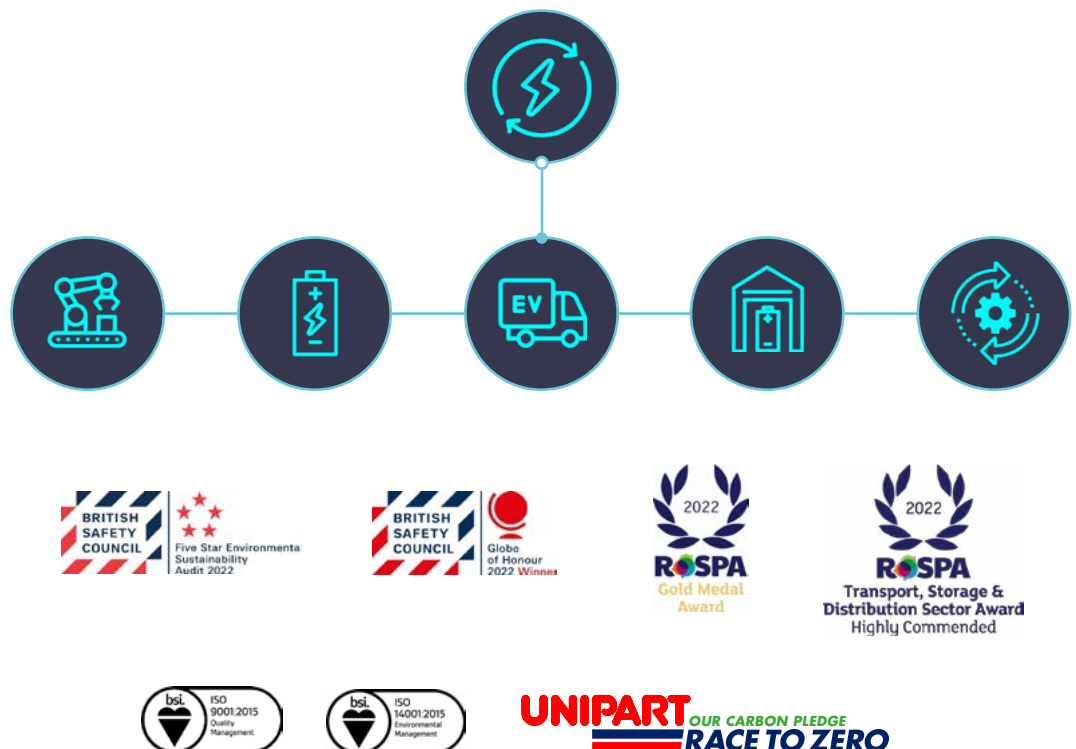 EV
BRITISH
SAFETY
COUNCIL
Five Star Environmenta
Sustainability
Audit 2022
BRITISH
SAFETY
COUNCIL
Globe
of Honour
2022 Winner
2022
RoSPA
Gold Medal
Award
2022
RoSPA
Transport, Storage &
Distribution Sector Award
Highly Commended
bsi.
ISO
9001:2015
Quality
Management
bsi.
ISO
14001:2015
Environmental
Management
UNIPART
OUR CARBON PLEDGE
RACE TO ZERO